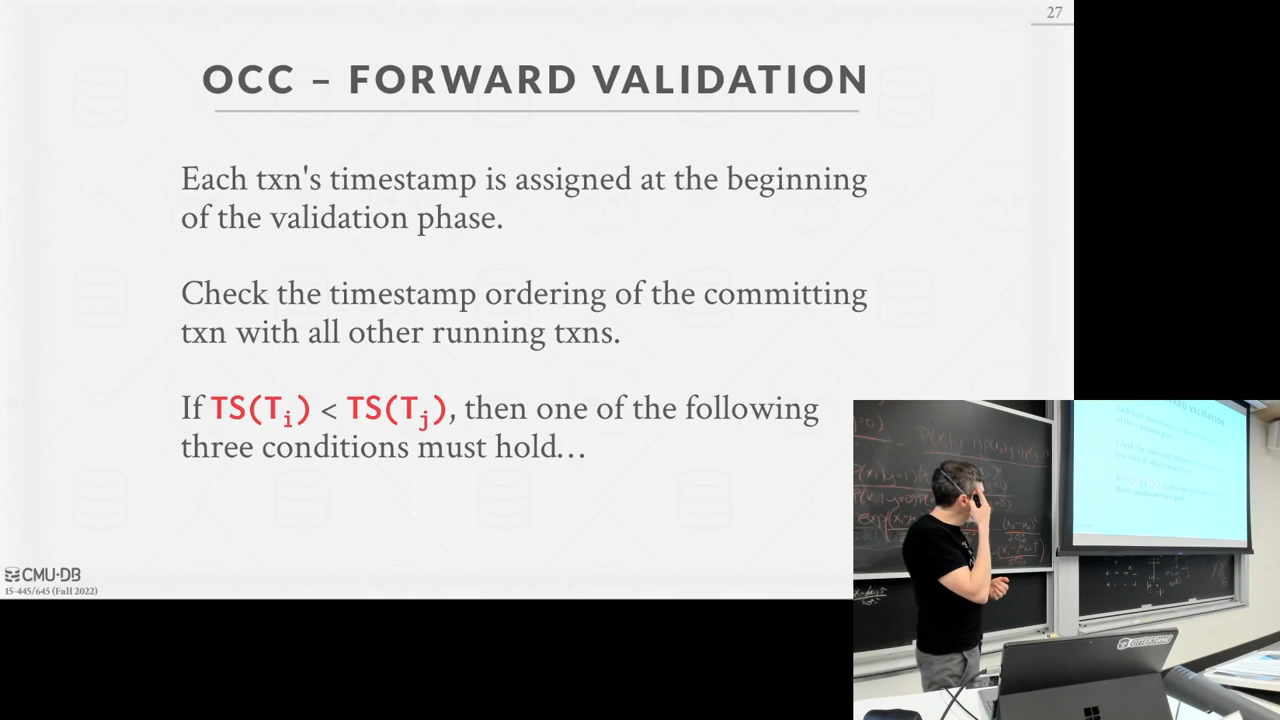 27
OCC – FORWARD VALIDATION
Each txn's timestamp is assigned at the beginning
of the validation phase.
Check the timestamp ordering of the committing
txn with all other running txns.
If TS(Ti) < TS(Tj), then one of the following
three conditions must hold...
CMU·DB
15-445/645 (Fall 2022)
OTTERTUNE